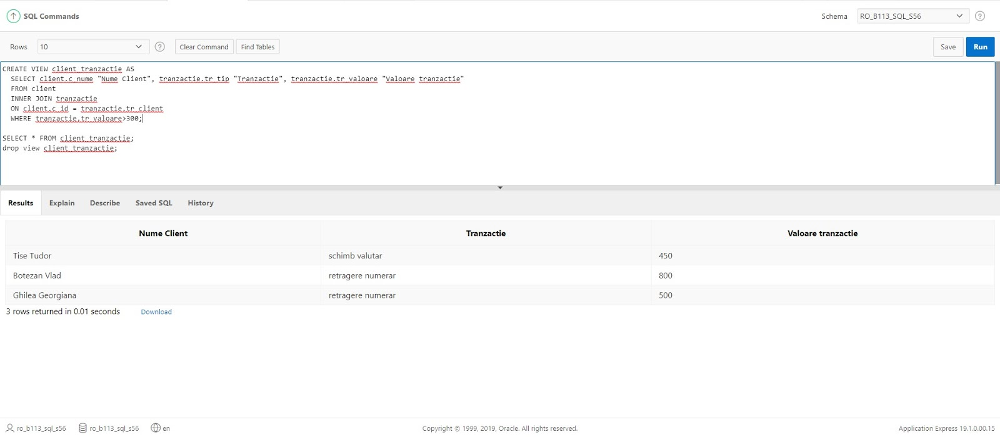 SQL Commands
Schema RO_B113_SQL_S56
Rows 10 Clear Command Find Tables Save Run
CREATE VIEW client_tranzactie AS
SELECT client.c_nume "Nume Client", tranzactie.tr_tip "Tranzactie", tranzactie.tr_valoare "Valoare tranzactie"
FROM client
INNER JOIN tranzactie
ON client.c_id = tranzactie.tr_client
WHERE tranzactie.tr_valoare>300;
SELECT * FROM client_tranzactie;
drop view client_tranzactie;
Results Explain Describe Saved SQL History
Nume Client Tranzactie Valoare tranzactie
Tise Tudor schimb valutar 450
Botezan Vlad retragere numerar 800
Ghilea Georgiana retragere numerar 500
3 rows returned in 0.01 seconds Download
ro_b113_sql_s56 ro_b113_sql_s56 en Copyright © 1999, 2019, Oracle. All rights reserved. Application Express 19.1.0.00.15